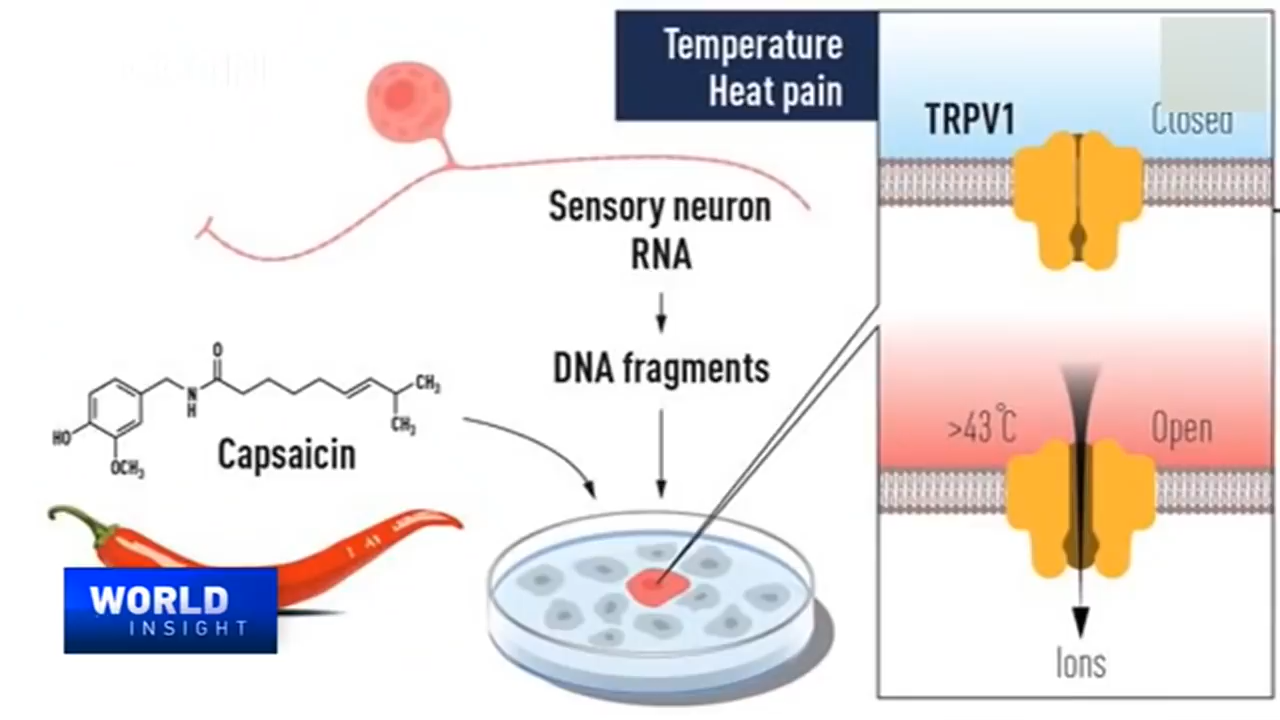 Temperature
Heat pain
TRPV1
Closed
Sensory neuron
RNA
DNA fragments
O
N
H
CH3
CH3
HO
OCH3
Capsaicin
>43°C
Open
Ions
WORLD
INSIGHT